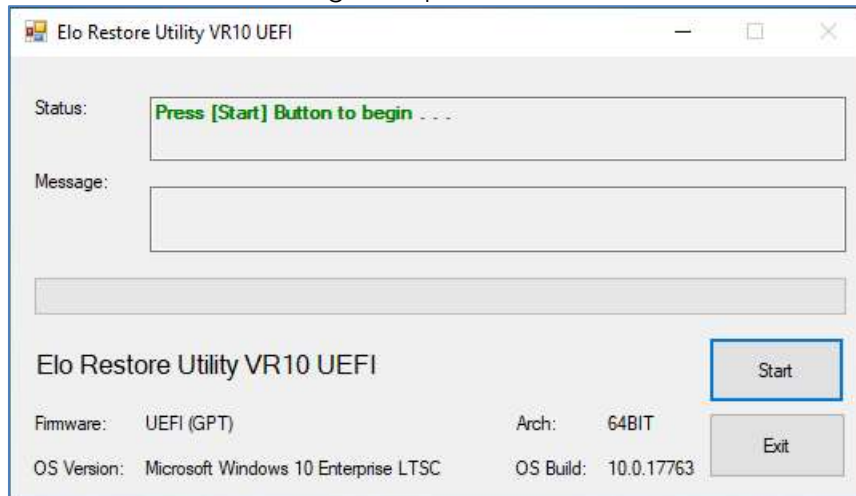 Elo Restore Utility VR10 UEFI
Status:
Press [Start] Button to begin . . .
Message:
Elo Restore Utility VR10 UEFI
Start
Firmware: UEFI (GPT) Arch: 64BIT
Exit
OS Version: Microsoft Windows 10 Enterprise LTSC OS Build: 10.0.17763